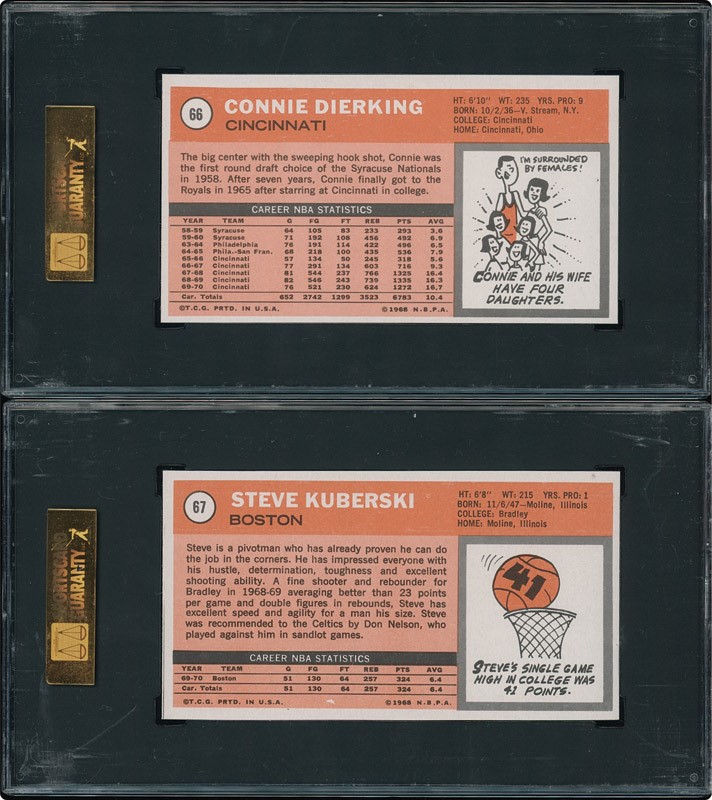 66
CONNIE DIERKING
CINCINNATI
HT: 6'10" WT: 235 YRS. PRO: 9
BORN: 10/2/36—V. Stream, N.Y.
COLLEGE: Cincinnati
HOME: Cincinnati, Ohio
The big center with the sweeping hook shot, Connie was
the first round draft choice of the Syracuse Nationals
in 1958. After seven years, Connie finally got to the
Royals in 1965 after starring at Cincinnati in college.
CAREER NBA STATISTICS
YEAR TEAM G FG FT REB PTS AVG
58-59 Syracuse 64 105 83 233 293 3.6
59-60 Syracuse 71 192 108 456 492 6.9
63-64 Philadelphia 76 191 114 422 496 6.5
64-65 Phila.-San Fran. 68 218 100 435 536 7.9
65-66 Cincinnati 57 134 50 245 318 5.6
66-67 Cincinnati 77 291 134 603 716 9.3
67-68 Cincinnati 81 544 237 766 1325 16.4
68-69 Cincinnati 82 546 243 739 1335 16.3
69-70 Cincinnati 76 521 230 624 1272 16.7
Car. Totals 652 2742 1299 3523 6783 10.4
©T.C.G. PRTD. IN U.S.A. ©1968 N.B.P.A.
I'M SURROUNDED
BY FEMALES!
CONNIE AND HIS WIFE
HAVE FOUR
DAUGHTERS.
UARANTY
67
STEVE KUBERSKI
BOSTON
HT: 6'8" WT: 215 YRS. PRO: 1
BORN: 11/6/47—Moline, Illinois
COLLEGE: Bradley
HOME: Moline, Illinois
Steve is a pivotman who has already proven he can do
the job in the corners. He has impressed everyone with
his hustle, determination, toughness and excellent
shooting ability. A fine shooter and rebounder for
Bradley in 1968-69 averaging better than 23 points
per game and double figures in rebounds, Steve has
excellent speed and agility for a man his size. Steve
was recommended to the Celtics by Don Nelson, who
played against him in sandlot games.
CAREER NBA STATISTICS
YEAR TEAM G FG FT REB PTS AVG
69-70 Boston 51 130 64 257 324 6.4
Car. Totals 51 130 64 257 324 6.4
©T.C.G. PRTD. IN U.S.A. ©1968 N.B.P.A.
41
STEVE'S SINGLE GAME
HIGH IN COLLEGE WAS
41 POINTS.
SPORTSCARD
GUARANTY